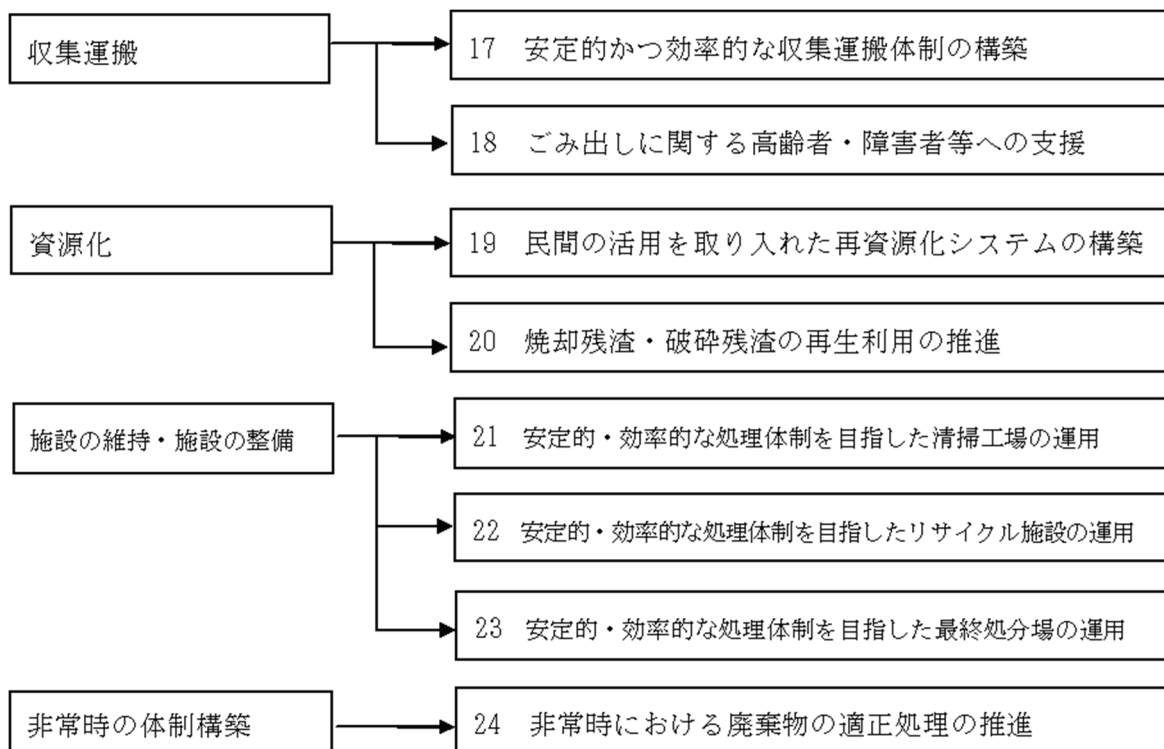 収集運搬
17 安定的かつ効率的な収集運搬体制の構築
18 ごみ出しに関する高齢者・障害者等への支援
資源化
19 民間の活用を取り入れた再資源化システムの構築
20 焼却残渣・破砕残渣の再生利用の推進
施設の維持・施設の整備
21 安定的・効率的な処理体制を目指した清掃工場の運用
22 安定的・効率的な処理体制を目指したリサイクル施設の運用
23 安定的・効率的な処理体制を目指した最終処分場の運用
非常時の体制構築
24 非常時における廃棄物の適正処理の推進